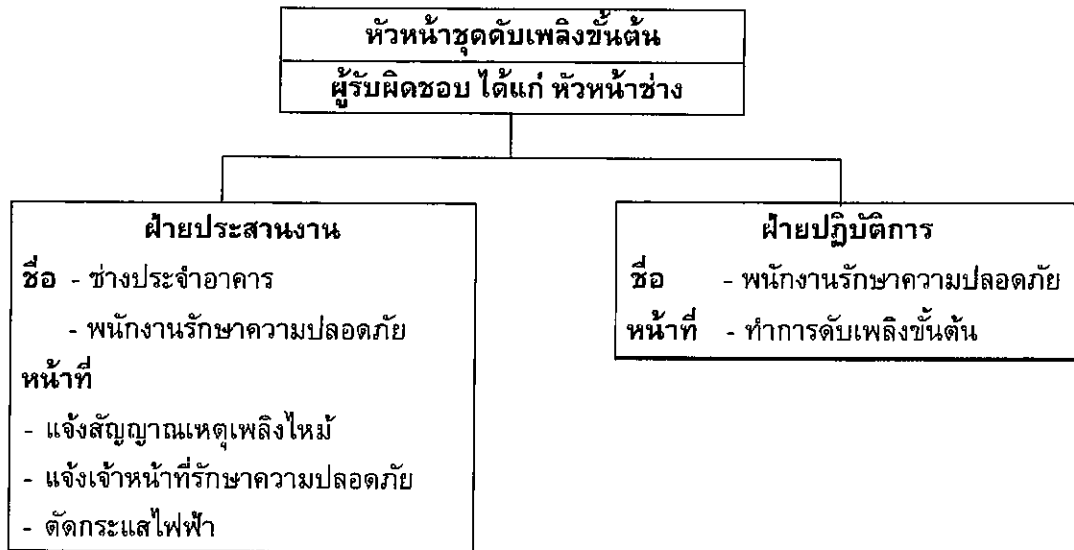 หัวหน้าชุดดับเพลิงขั้นต้น
ผู้รับผิดชอบ ได้แก่ หัวหน้าช่าง
ฝ่ายประสานงาน
ชื่อ - ช่างประจำอาคาร
- พนักงานรักษาความปลอดภัย
หน้าที่
- แจ้งสัญญาณเหตุเพลิงไหม้
- แจ้งเจ้าหน้าที่รักษาความปลอดภัย
- ตัดกระแสไฟฟ้า
ฝ่ายปฏิบัติการ
ชื่อ - พนักงานรักษาความปลอดภัย
หน้าที่ - ทำการดับเพลิงขั้นต้น